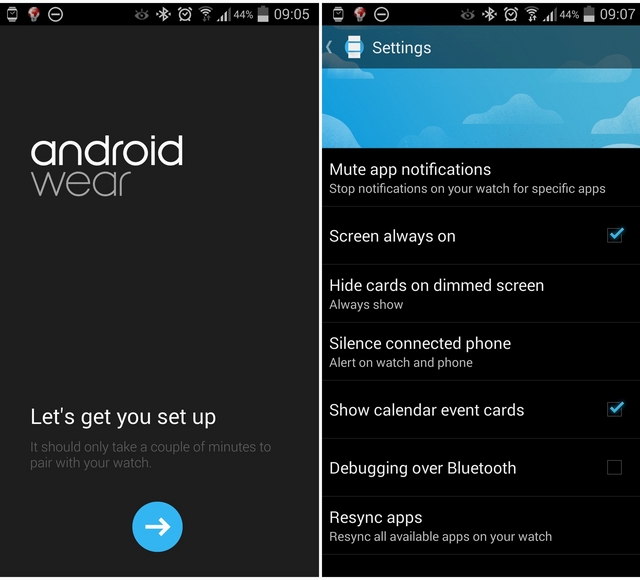 44% 09:05
android
wear
Let's get you set up
It should only take a couple of minutes to
pair with your watch.
44% 09:07
Settings
Mute app notifications
Stop notifications on your watch for specific apps
Screen always on
Hide cards on dimmed screen
Always show
Silence connected phone
Alert on watch and phone
Show calendar event cards
Debugging over Bluetooth
Resync apps
Resync all available apps on your watch